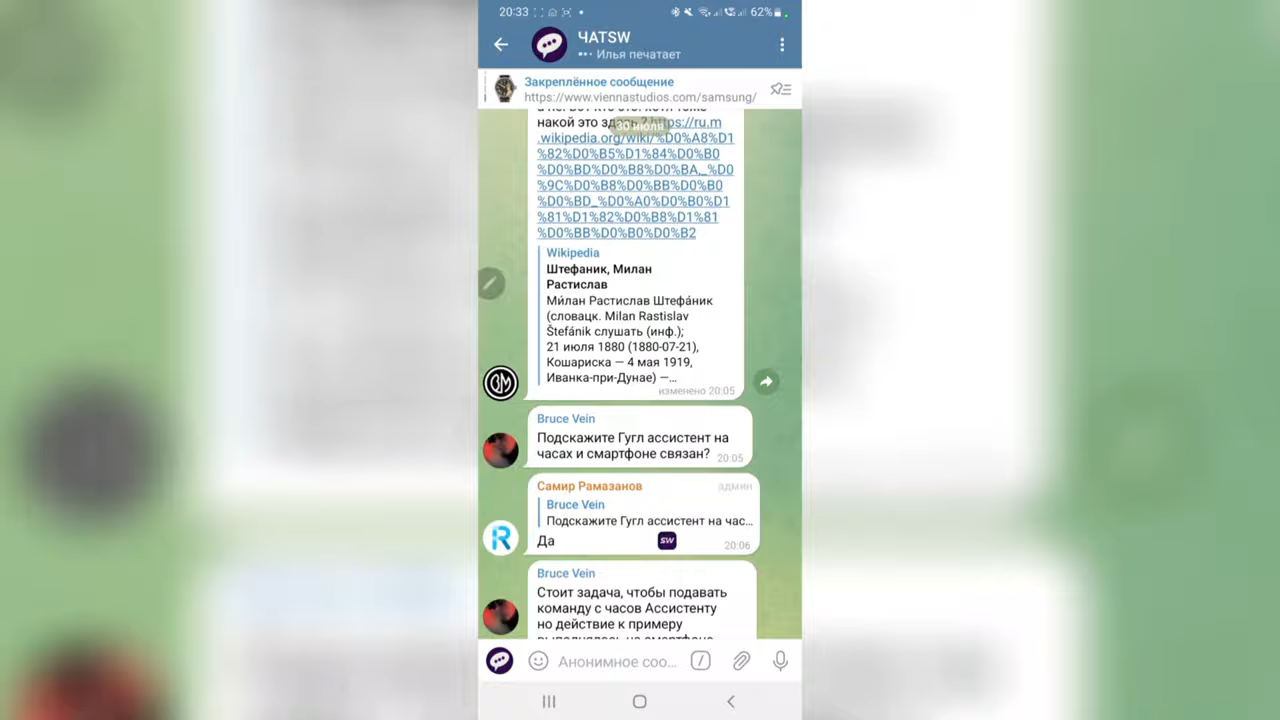 20:33
62%
ЧАТSW
Илья печатает
Закреплённое сообщение
https://www.viennastudios.com/samsung/
накой это здесь? https://ru.m
30 июля
.wikipedia.org/wiki/%D0%A8%D1
%82%D0%B5%D1%84%D0%B0
%D0%BD%D0%B8%D0%BA,_%D0
%9C%D0%B8%D0%BB%D0%B0
%D0%BD_%D0%A0%D0%B0%D1
%81%D1%82%D0%B8%D1%81
%D0%BB%D0%B0%D0%B2
Wikipedia
Штефаник, Милан
Растислав
Ми́лан Растислав Штефа́ник
(словацк. Milan Rastislav
Štefánik слушать (инф.);
21 июля 1880 (1880-07-21),
Кошариска — 4 мая 1919,
Иванка-при-Дунае) —...
изменено 20:05
Bruce Vein
Подскажите Гугл ассистент на
часах и смартфоне связан?
20:05
Самир Рамазанов
админ
Bruce Vein
Подскажите Гугл ассистент на час...
Да
SW
20:06
Bruce Vein
Стоит задача, чтобы подавать
команду с часов Ассистенту
но действие к примеру
Анонимное соо...